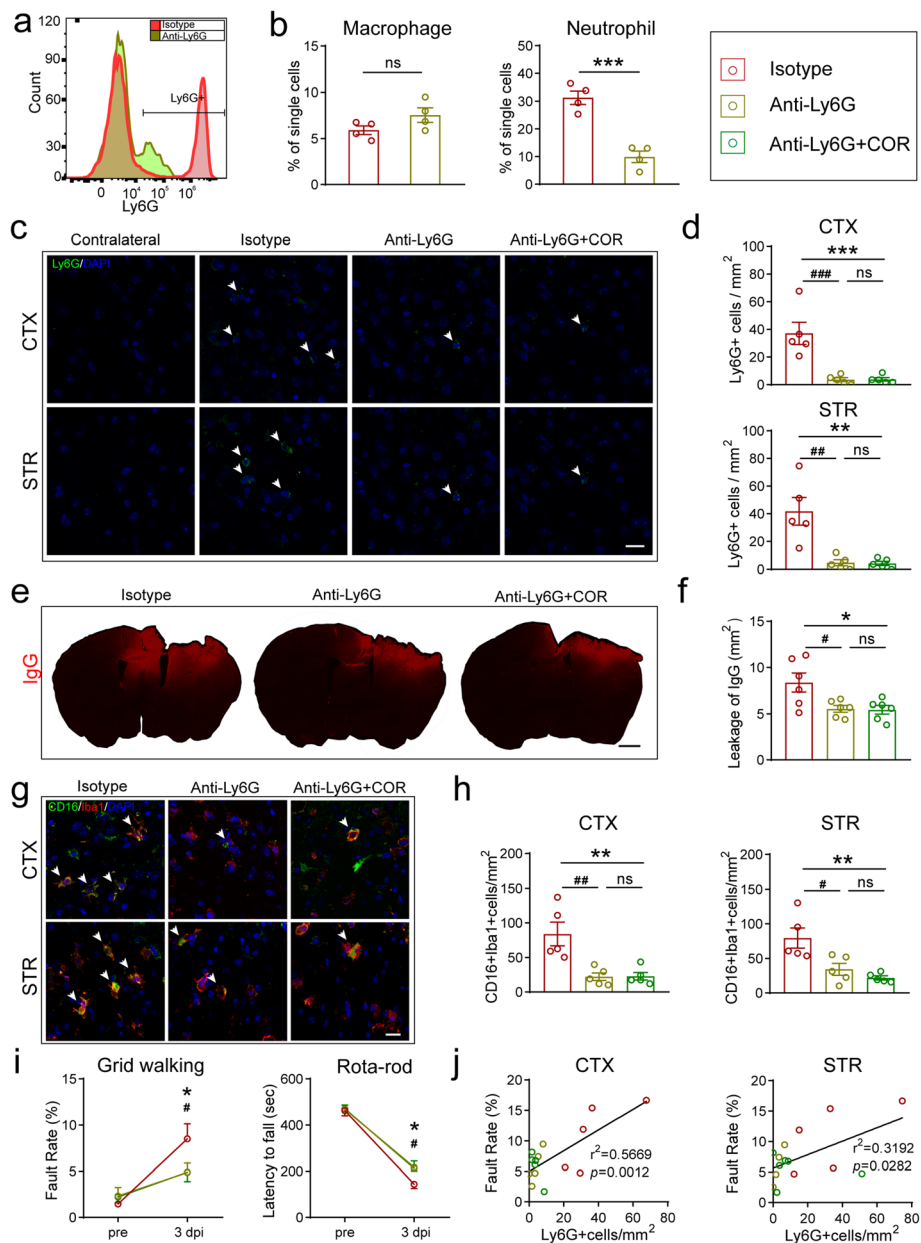 a
Isotype
Anti-Ly6G
120
90
60
30
0
Count
Ly6G+
0 10⁴ 10⁵ 10⁶
Ly6G
b
Macrophage
% of single cells
15
10
5
0
ns
Neutrophil
% of single cells
50
40
30
20
10
0
***
Isotype
Anti-Ly6G
Anti-Ly6G+COR
c
Contralateral Isotype Anti-Ly6G Anti-Ly6G+COR
Ly6G/DAPI
CTX
STR
d
CTX
Ly6G+ cells / mm²
100
80
60
40
20
0
***
### ns
STR
Ly6G+ cells / mm²
100
80
60
40
20
0
**
## ns
e
Isotype Anti-Ly6G Anti-Ly6G+COR
IgG
f
Leakage of IgG (mm²)
15
10
5
0
*
# ns
g
Isotype Anti-Ly6G Anti-Ly6G+COR
CD16/Iba1/DAPI
CTX
STR
h
CTX
CD16+Iba1+cells/mm²
200
150
100
50
0
**
## ns
STR
CD16+Iba1+cells/mm²
200
150
100
50
0
**
# ns
i
Grid walking
Fault Rate (%)
15
10
5
0
*
#
pre 3 dpi
Rota-rod
Latency to fall (sec)
600
400
200
0
*
#
pre 3 dpi
j
CTX
Fault Rate (%)
20
15
10
5
0
r²=0.5669
p=0.0012
0 20 40 60 80
Ly6G+cells/mm²
STR
Fault Rate (%)
20
15
10
5
0
r²=0.3192
p=0.0282
0 20 40 60 80
Ly6G+cells/mm²